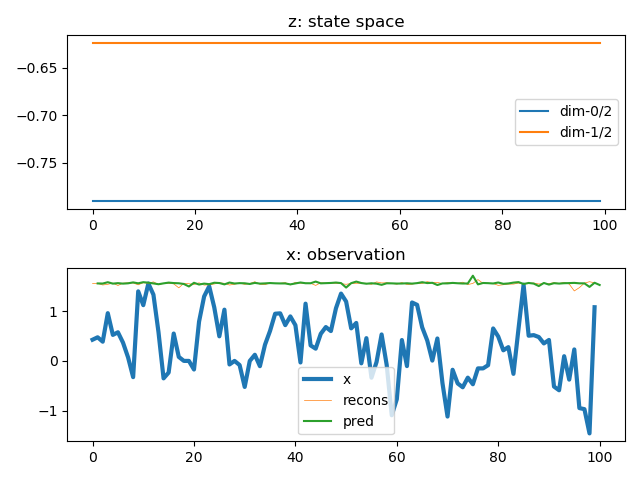 z: state space
−0.65
−0.70
−0.75
dim-0/2
dim-1/2
0
20
40
60
80
100
x: observation
1
0
−1
x
recons
pred
0
20
40
60
80
100